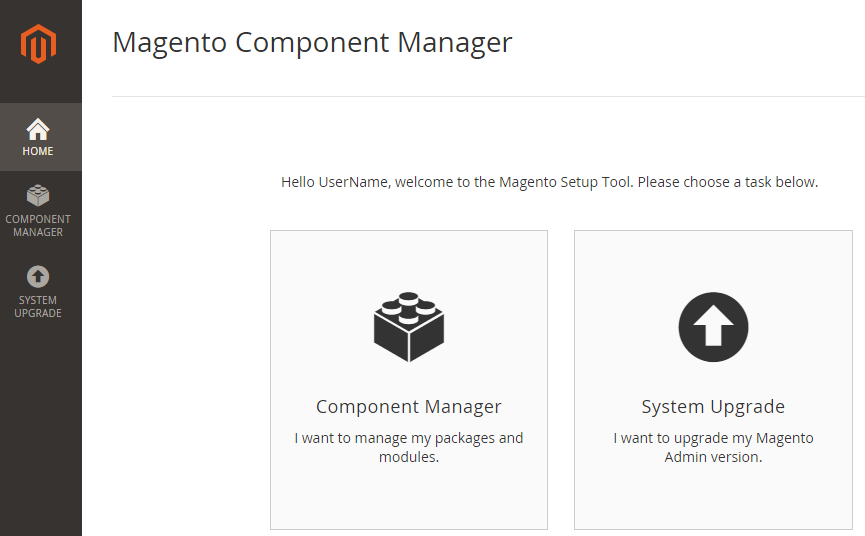 Magento Component Manager
HOME
COMPONENT
MANAGER
SYSTEM
UPGRADE
Hello UserName, welcome to the Magento Setup Tool. Please choose a task below.
Component Manager
I want to manage my packages and
modules.
System Upgrade
I want to upgrade my Magento
Admin version.